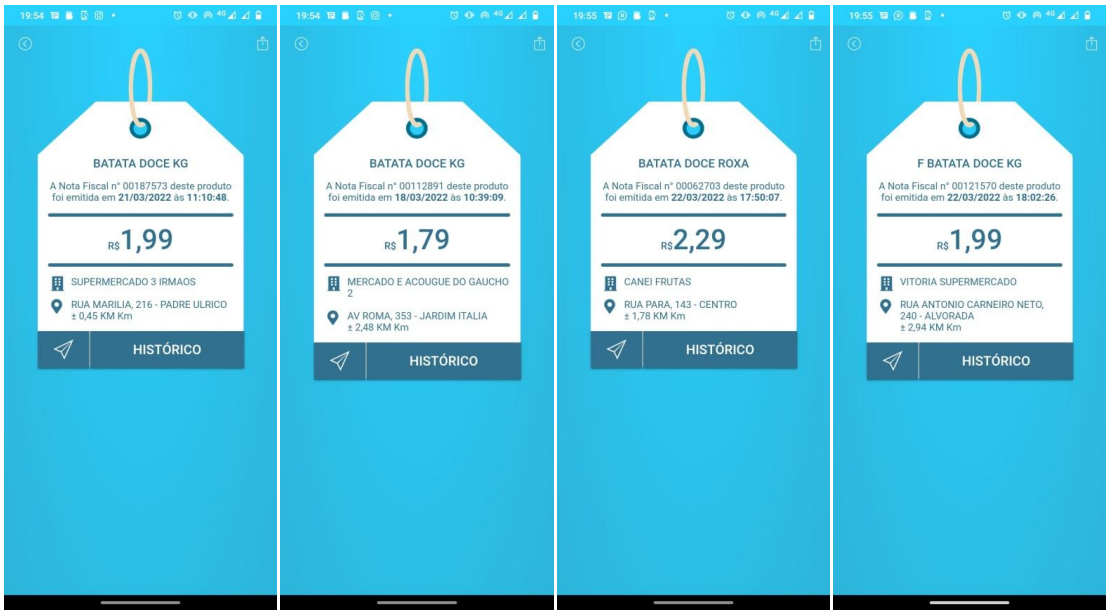 19:54
4G
BATATA DOCE KG
A Nota Fiscal n° 00187573 deste produto
foi emitida em 21/03/2022 às 11:10:48.
R$1,99
SUPERMERCADO 3 IRMAOS
RUA MARILIA, 216 - PADRE ULRICO
± 0,45 KM Km
HISTÓRICO
19:54
4G
BATATA DOCE KG
A Nota Fiscal n° 00112891 deste produto
foi emitida em 18/03/2022 às 10:39:09.
R$1,79
MERCADO E ACOUGUE DO GAUCHO
2
AV ROMA, 353 - JARDIM ITALIA
± 2,48 KM Km
HISTÓRICO
19:55
4G
BATATA DOCE ROXA
A Nota Fiscal n° 00062703 deste produto
foi emitida em 22/03/2022 às 17:50:07.
R$2,29
CANEI FRUTAS
RUA PARA, 143 - CENTRO
± 1,78 KM Km
HISTÓRICO
19:55
4G
F BATATA DOCE KG
A Nota Fiscal n° 00121570 deste produto
foi emitida em 22/03/2022 às 18:02:26.
R$1,99
VITORIA SUPERMERCADO
RUA ANTONIO CARNEIRO NETO,
240 - ALVORADA
± 2,94 KM Km
HISTÓRICO